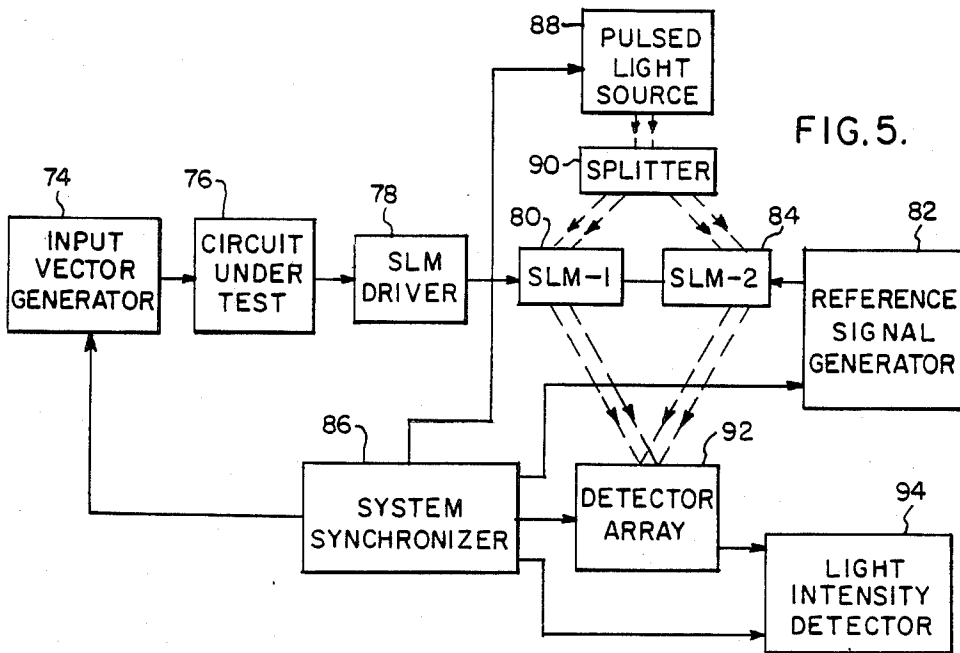 88
PULSED
LIGHT
SOURCE
FIG.5.
90
SPLITTER
74
INPUT
VECTOR
GENERATOR
76
CIRCUIT
UNDER
TEST
78
SLM
DRIVER
80
SLM-1
84
SLM-2
82
REFERENCE
SIGNAL
GENERATOR
86
SYSTEM
SYNCHRONIZER
92
DETECTOR
ARRAY
94
LIGHT
INTENSITY
DETECTOR